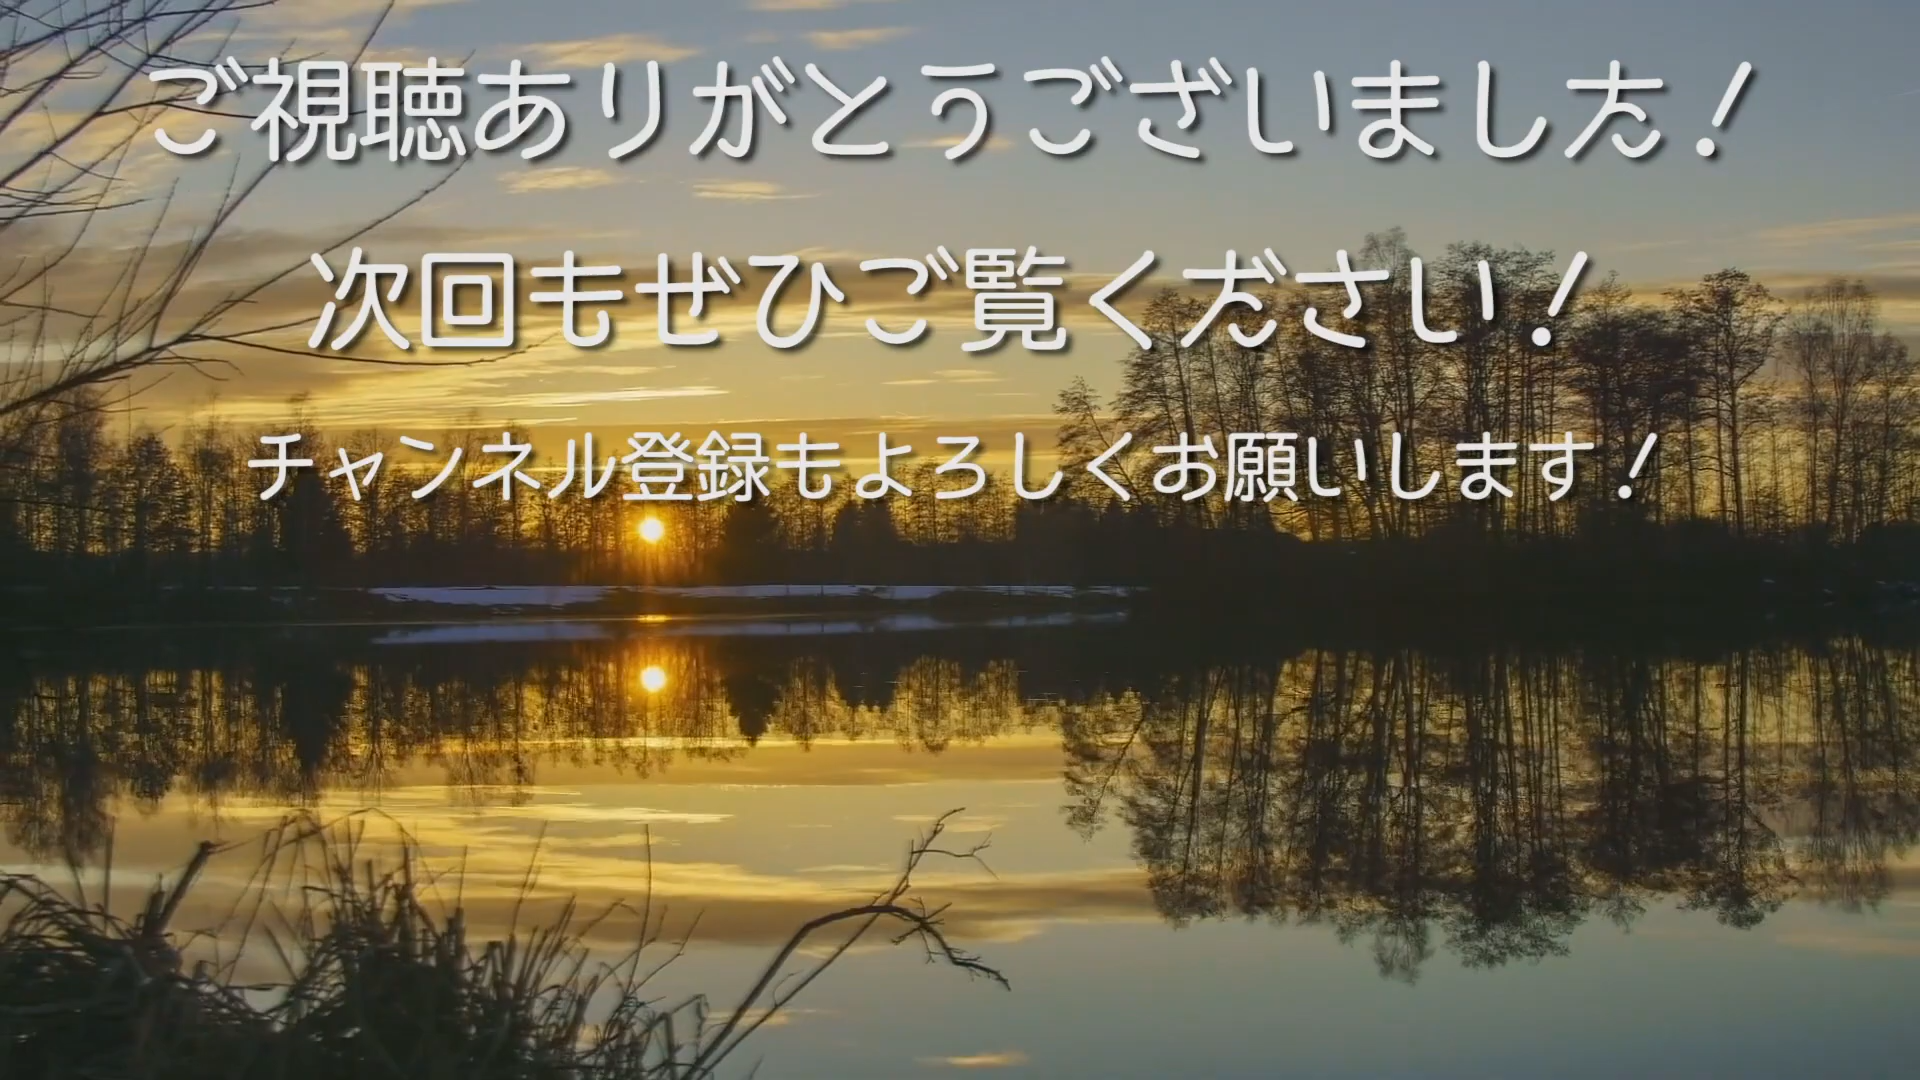 ご視聴ありがとうございました！
次回もぜひご覧ください！
チャンネル登録もよろしくお願いします！